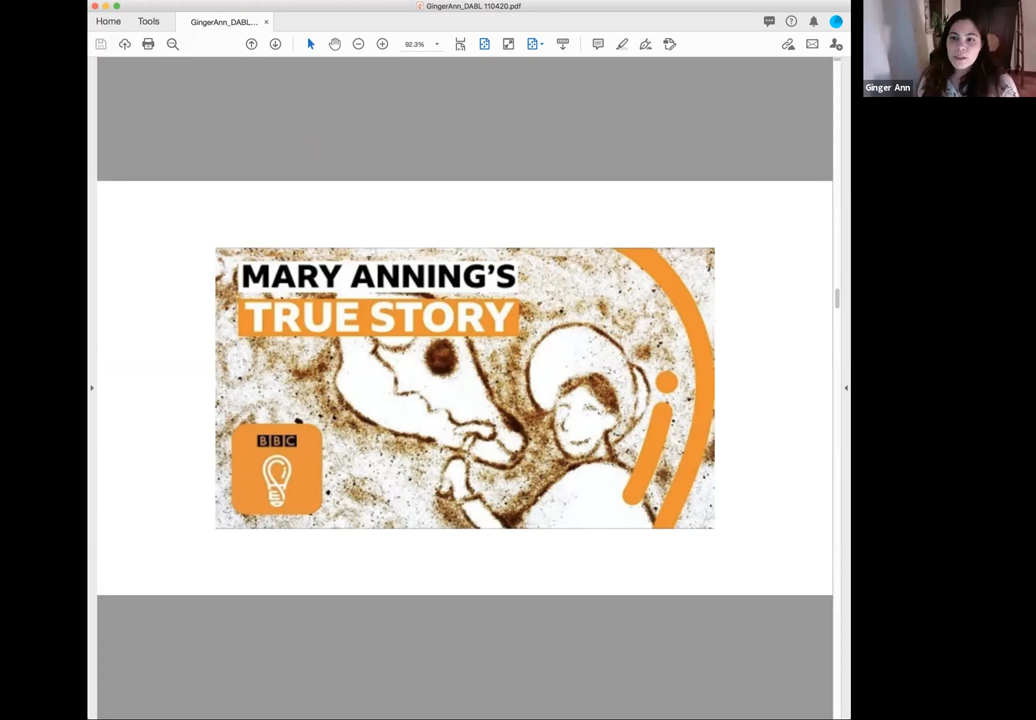 GingerAnn_DABL 110420.pdf
Home Tools GingerAnn_DABL... ×
92.3%
Ginger Ann
MARY ANNING'S
TRUE STORY
BBC